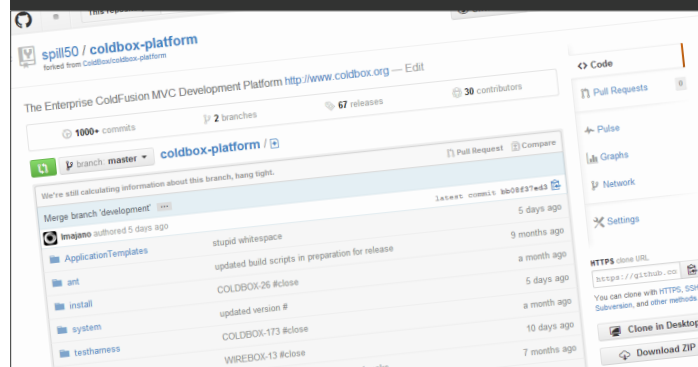 spill50 / coldbox-platform
forked from ColdBox/coldbox-platform
The Enterprise ColdFusion MVC Development Platform http://www.coldbox.org — Edit
1000+ commits
2 branches
67 releases
30 contributors
branch: master
coldbox-platform /
Pull Request
Compare
We're still calculating information about this branch, hang tight.
Merge branch 'development' ...
lmajano authored 5 days ago
latest commit bb08f37ed3
ApplicationTemplates
stupid whitespace
5 days ago
ant
updated build scripts in preparation for release
9 months ago
install
COLDBOX-26 #close
a month ago
system
updated version #
5 days ago
testharness
COLDBOX-173 #close
a month ago
WIREBOX-13 #close
10 days ago
7 months ago
<> Code
Pull Requests
0
Pulse
Graphs
Network
Settings
HTTPS clone URL
https://github.co
You can clone with HTTPS, SSH
Subversion, and other methods.
Clone in Desktop
Download ZIP